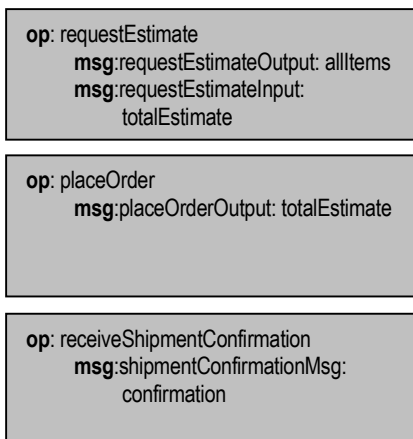 op: requestEstimate
msg:requestEstimateOutput: allItems
msg:requestEstimateInput:
totalEstimate
op: placeOrder
msg:placeOrderOutput: totalEstimate
op: receiveShipmentConfirmation
msg:shipmentConfirmationMsg:
confirmation